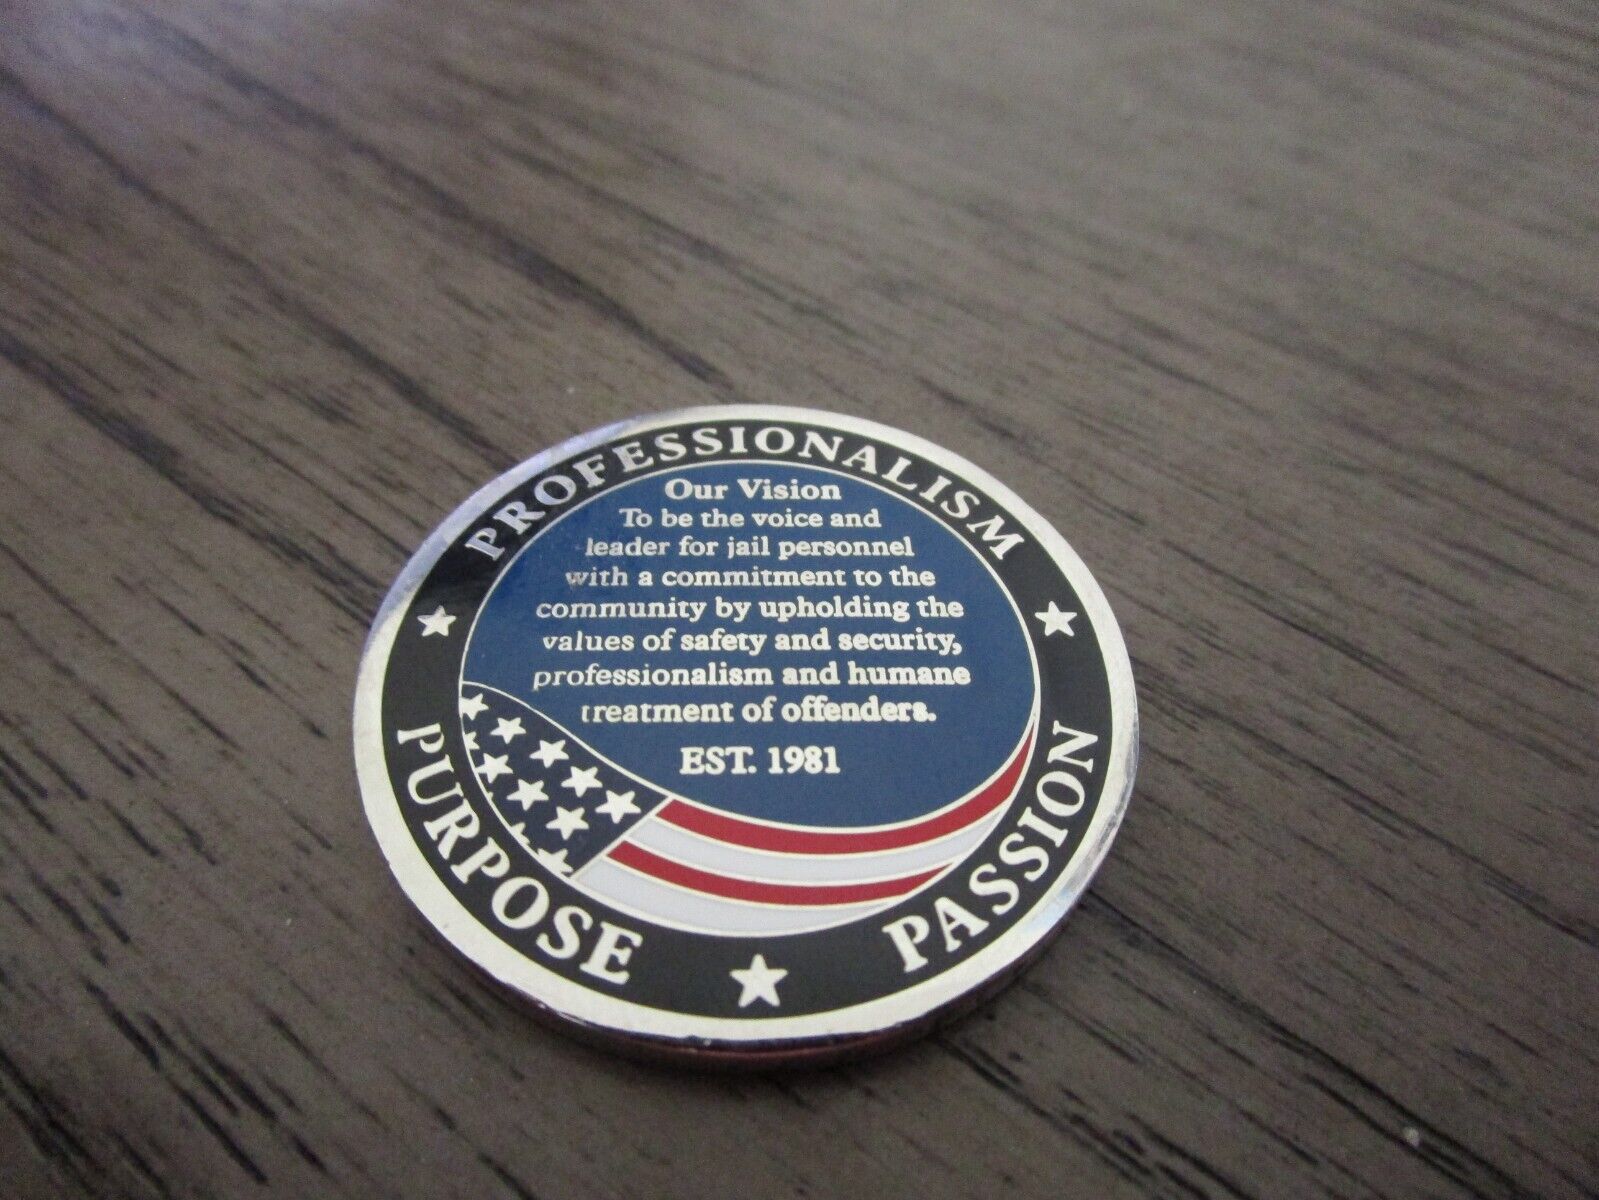 PROFESSIONALISM
Our Vision
To be the voice and
leader for jail personnel
with a commitment to the
community by upholding the
values of safety and security,
professionalism and humane
treatment of offenders.
EST. 1981
PURPOSE
PASSION